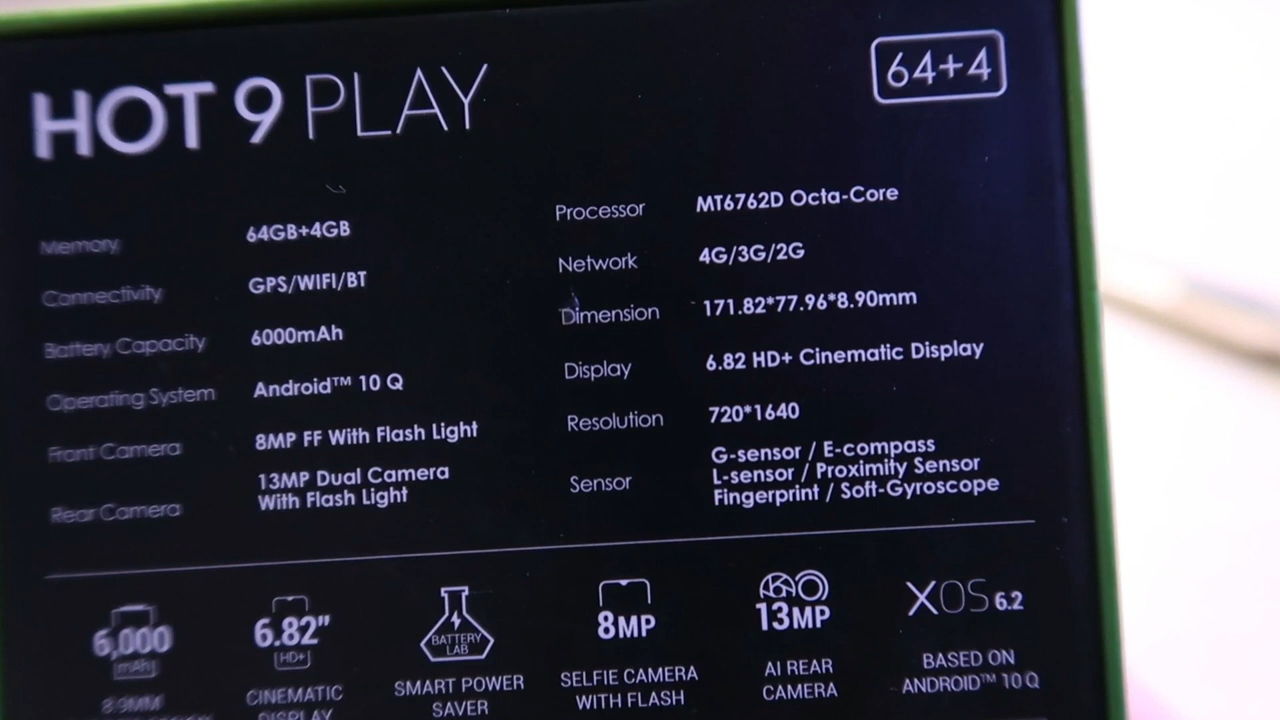 HOT 9 PLAY
64+4
Memory 64GB+4GB
Connectivity GPS/WIFI/BT
Battery Capacity 6000mAh
Operating System Android™ 10 Q
Front Camera 8MP FF With Flash Light
Rear Camera 13MP Dual Camera
With Flash Light
Processor MT6762D Octa-Core
Network 4G/3G/2G
Dimension 171.82*77.96*8.90mm
Display 6.82 HD+ Cinematic Display
Resolution 720*1640
Sensor G-sensor / E-compass
L-sensor / Proximity Sensor
Fingerprint / Soft-Gyroscope
6,000
mAh
8.9MM
6.82"
HD+
CINEMATIC
DISPLAY
BATTERY
LAB
SMART POWER
SAVER
8MP
SELFIE CAMERA
WITH FLASH
13MP
AI REAR
CAMERA
XOS 6.2
BASED ON
ANDROID™ 10 Q